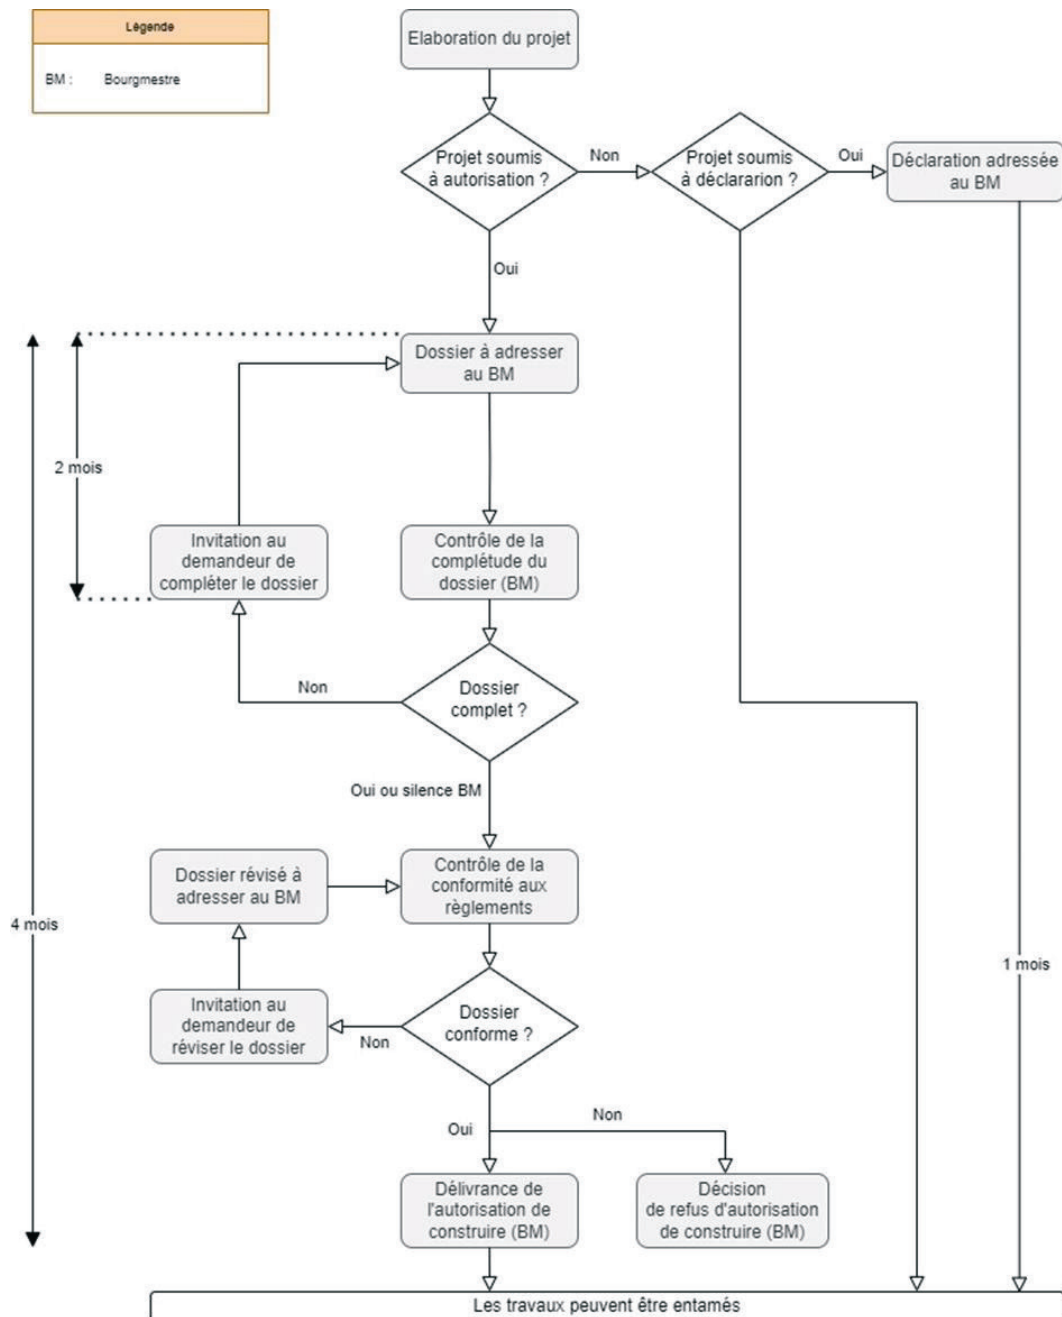 Légende
BM : Bourgmestre
Elaboration du projet
Projet soumis
à autorisation ?
Non
Projet soumis
à déclararion ?
Oui
Déclaration adressée
au BM
Oui
Dossier à adresser
au BM
2 mois
Invitation au
demandeur de
compléter le dossier
Contrôle de la
complétude du
dossier (BM)
Non
Dossier
complet ?
Oui ou silence BM
Dossier révisé à
adresser au BM
Contrôle de la
conformité aux
règlements
4 mois
1 mois
Invitation au
demandeur de
réviser le dossier
Non
Dossier
conforme ?
Oui
Non
Délivrance de
l'autorisation de
construire (BM)
Décision
de refus d'autorisation
de construire (BM)
Les travaux peuvent être entamés